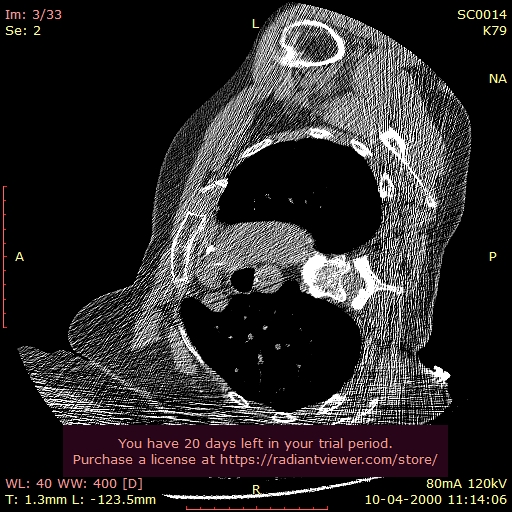 Im: 3/33
Se: 2
L
SC0014
K79
NA
A
P
You have 20 days left in your trial period.
Purchase a license at https://radiantviewer.com/store/
WL: 40 WW: 400 [D]
T: 1.3mm L: -123.5mm
R
80mA 120kV
10-04-2000 11:14:06